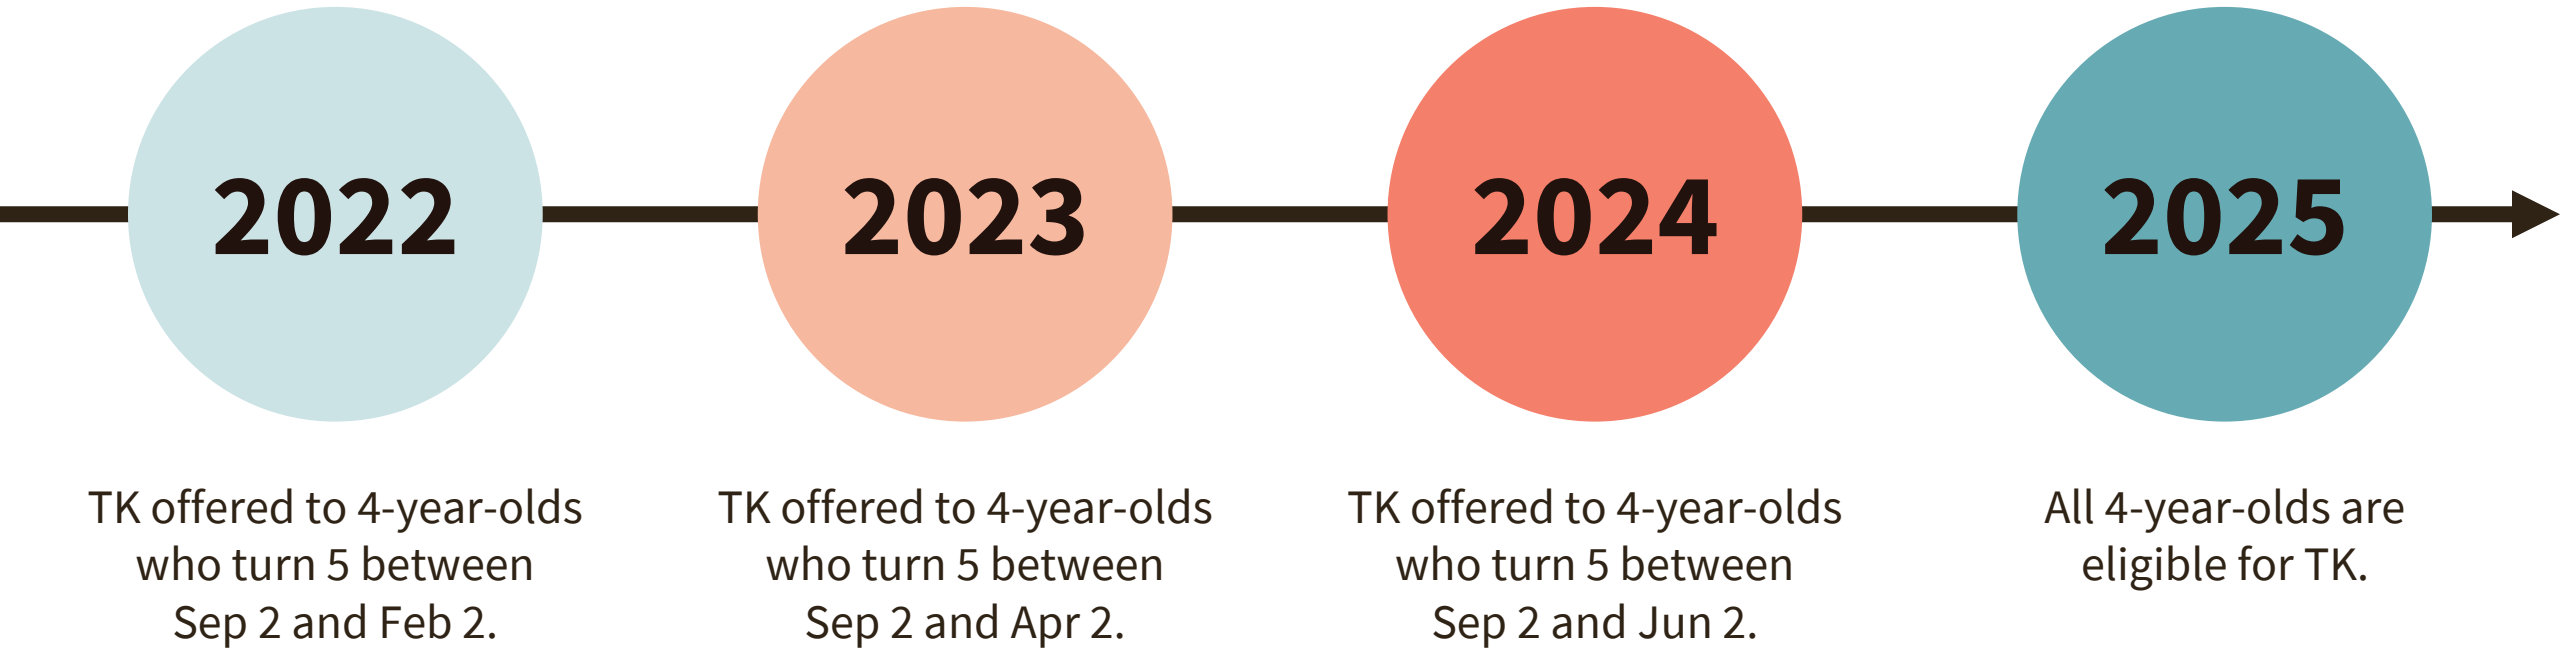 2022
TK offered to 4-year-olds
who turn 5 between
Sep 2 and Feb 2.
2023
TK offered to 4-year-olds
who turn 5 between
Sep 2 and Apr 2.
2024
TK offered to 4-year-olds
who turn 5 between
Sep 2 and Jun 2.
2025
All 4-year-olds are
eligible for TK.